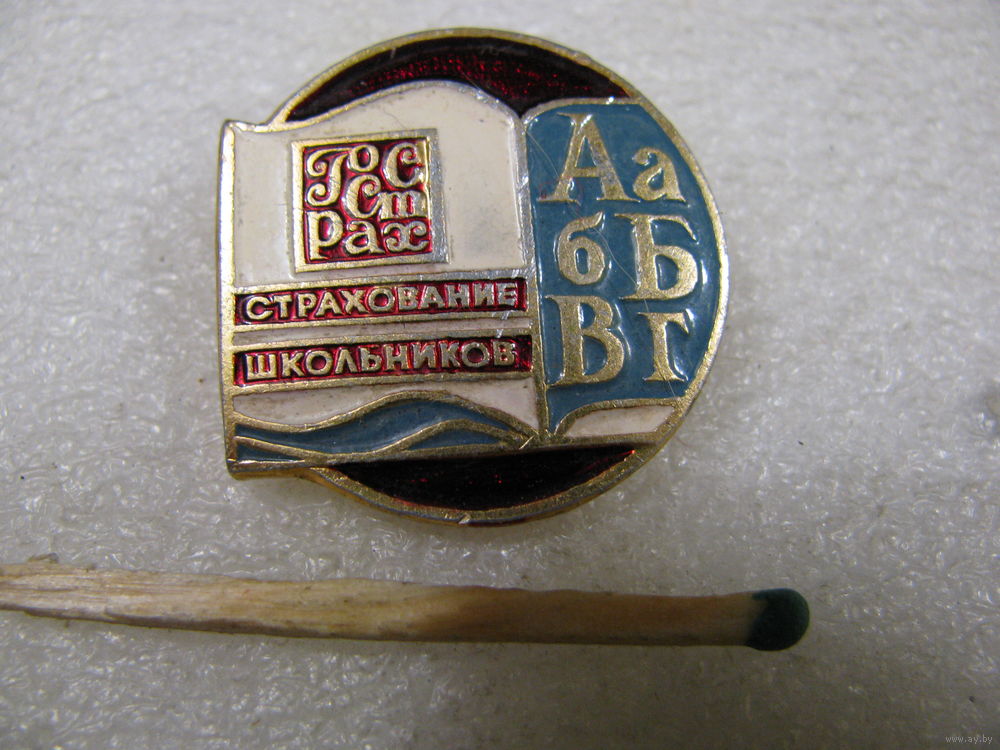 Гос
Ст
рах
СТРАХОВАНИЕ
ШКОЛЬНИКОВ
Аа
бБ
Вг
www.ay.by